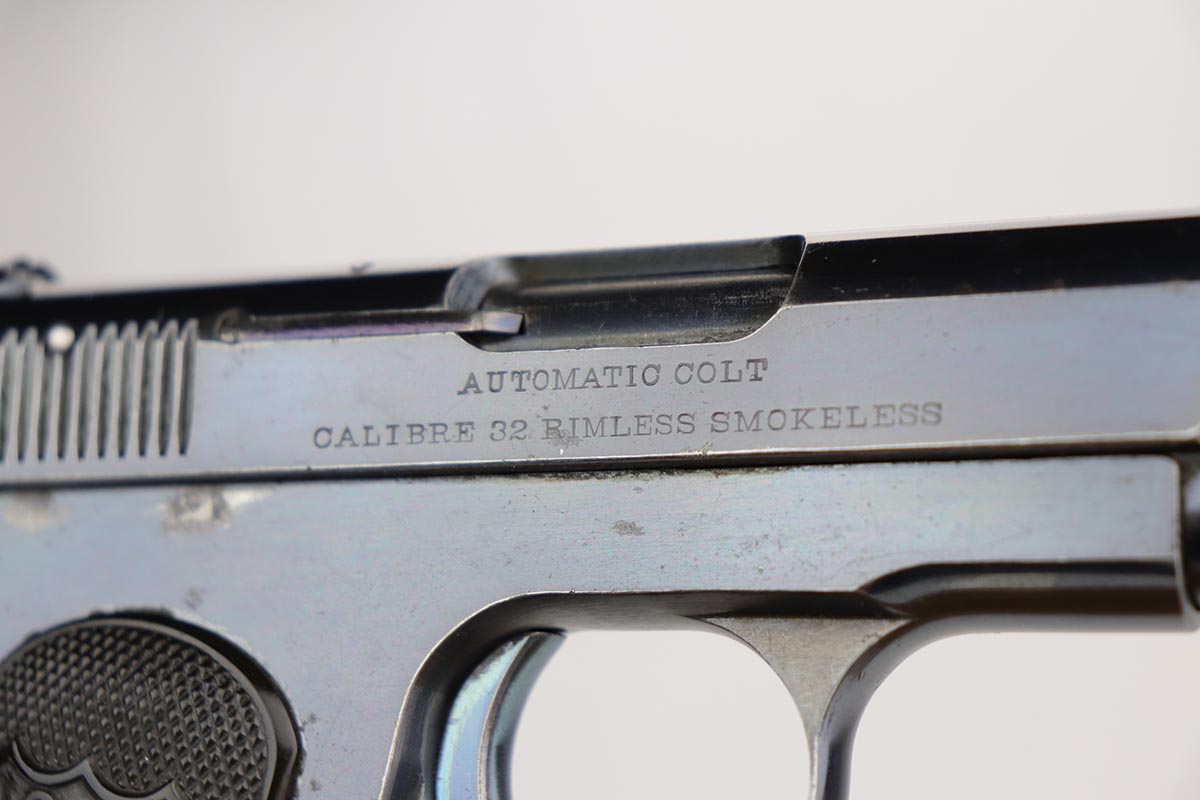 AUTOMATIC COLT
CALIBRE 32 RIMLESS SMOKELESS